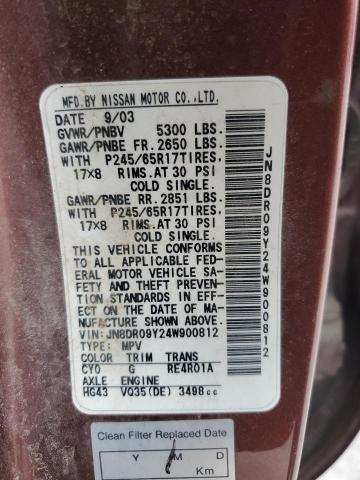 MFD.BY NISSAN MOTOR CO.,LTD.
DATE 9/03
GVWR/PNBV 5300 LBS.
GAWR/PNBE FR. 2650 LBS.
WITH P245/65R17TIRES,
17X8 RIMS.AT 30 PSI
COLD SINGLE.
GAWR/PNBE RR. 2851 LBS.
WITH P245/65R17TIRES,
17X8 RIMS.AT 30 PSI
COLD SINGLE.
THIS VEHICLE CONFORMS
TO ALL APPLICABLE FED-
ERAL MOTOR VEHICLE SA-
FETY AND THEFT PREVENTION
STANDARDS IN EFF-
ECT ON THE DATE OF MA-
NUFACTURE SHOWN ABOVE.
VIN: JN8DR09Y24W900812
TYPE: MPV
COLOR TRIM TRANS
CY0 G RE4R01A
AXLE ENGINE
HG43 VQ35(DE) 3498cc
JN8DR09Y24W900812
Clean Filter Replaced Date
Y M D
Km